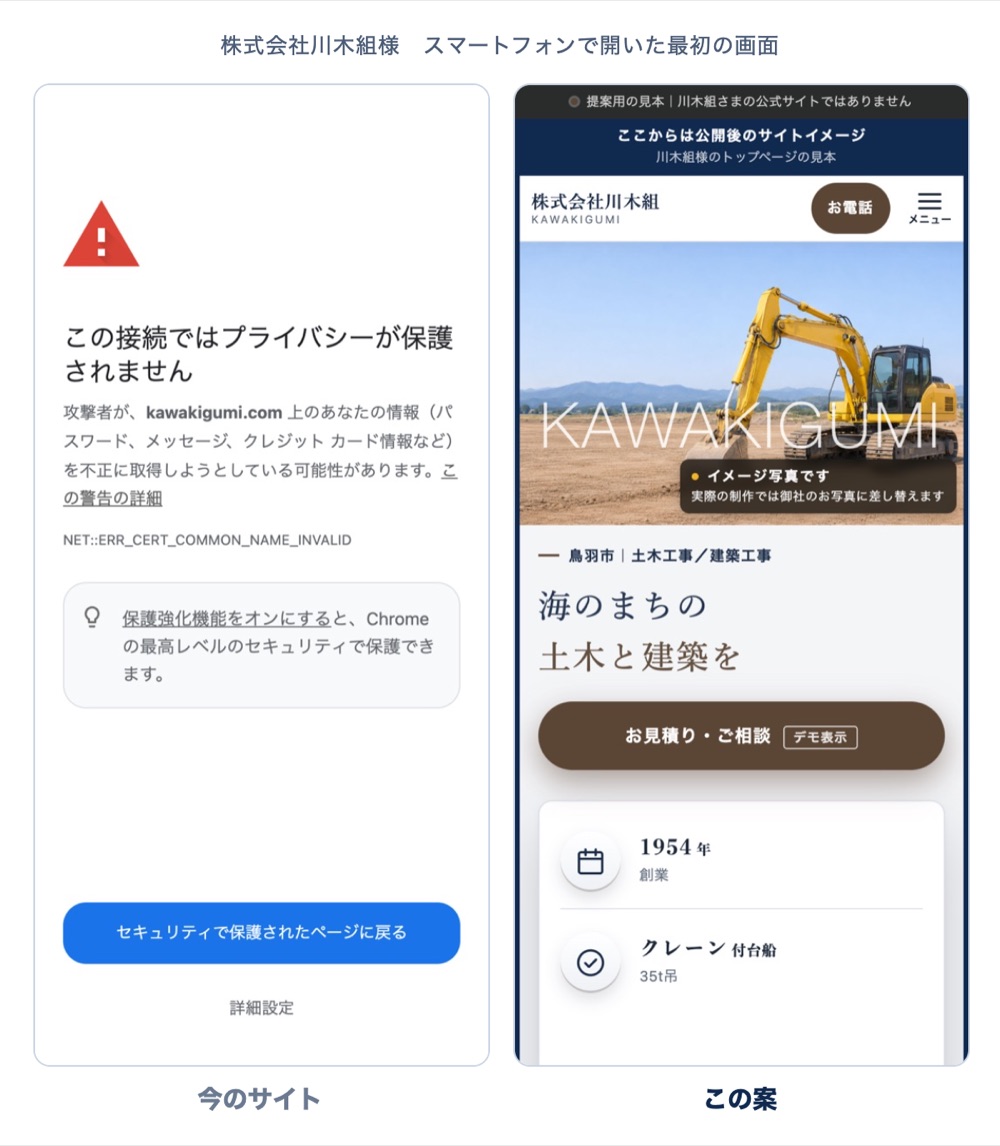 株式会社川木組様　スマートフォンで開いた最初の画面
この接続ではプライバシーが保護
されません
攻撃者が、kawakigumi.com 上のあなたの情報（パ
スワード、メッセージ、クレジット カード情報など）
を不正に取得しようとしている可能性があります。こ
の警告の詳細
NET::ERR_CERT_COMMON_NAME_INVALID
保護強化機能をオンにすると、Chrome
の最高レベルのセキュリティで保護でき
ます。
セキュリティで保護されたページに戻る
詳細設定
今のサイト
提案用の見本｜川木組さまの公式サイトではありません
ここからは公開後のサイトイメージ
川木組様のトップページの見本
株式会社川木組
KAWAKIGUMI
お電話
メニュー
KAWAKIGUMI
イメージ写真です
実際の制作では御社のお写真に差し替えます
鳥羽市｜土木工事／建築工事
海のまちの
土木と建築を
お見積り・ご相談 デモ表示
1954 年
創業
クレーン 付台船
35t吊
この案